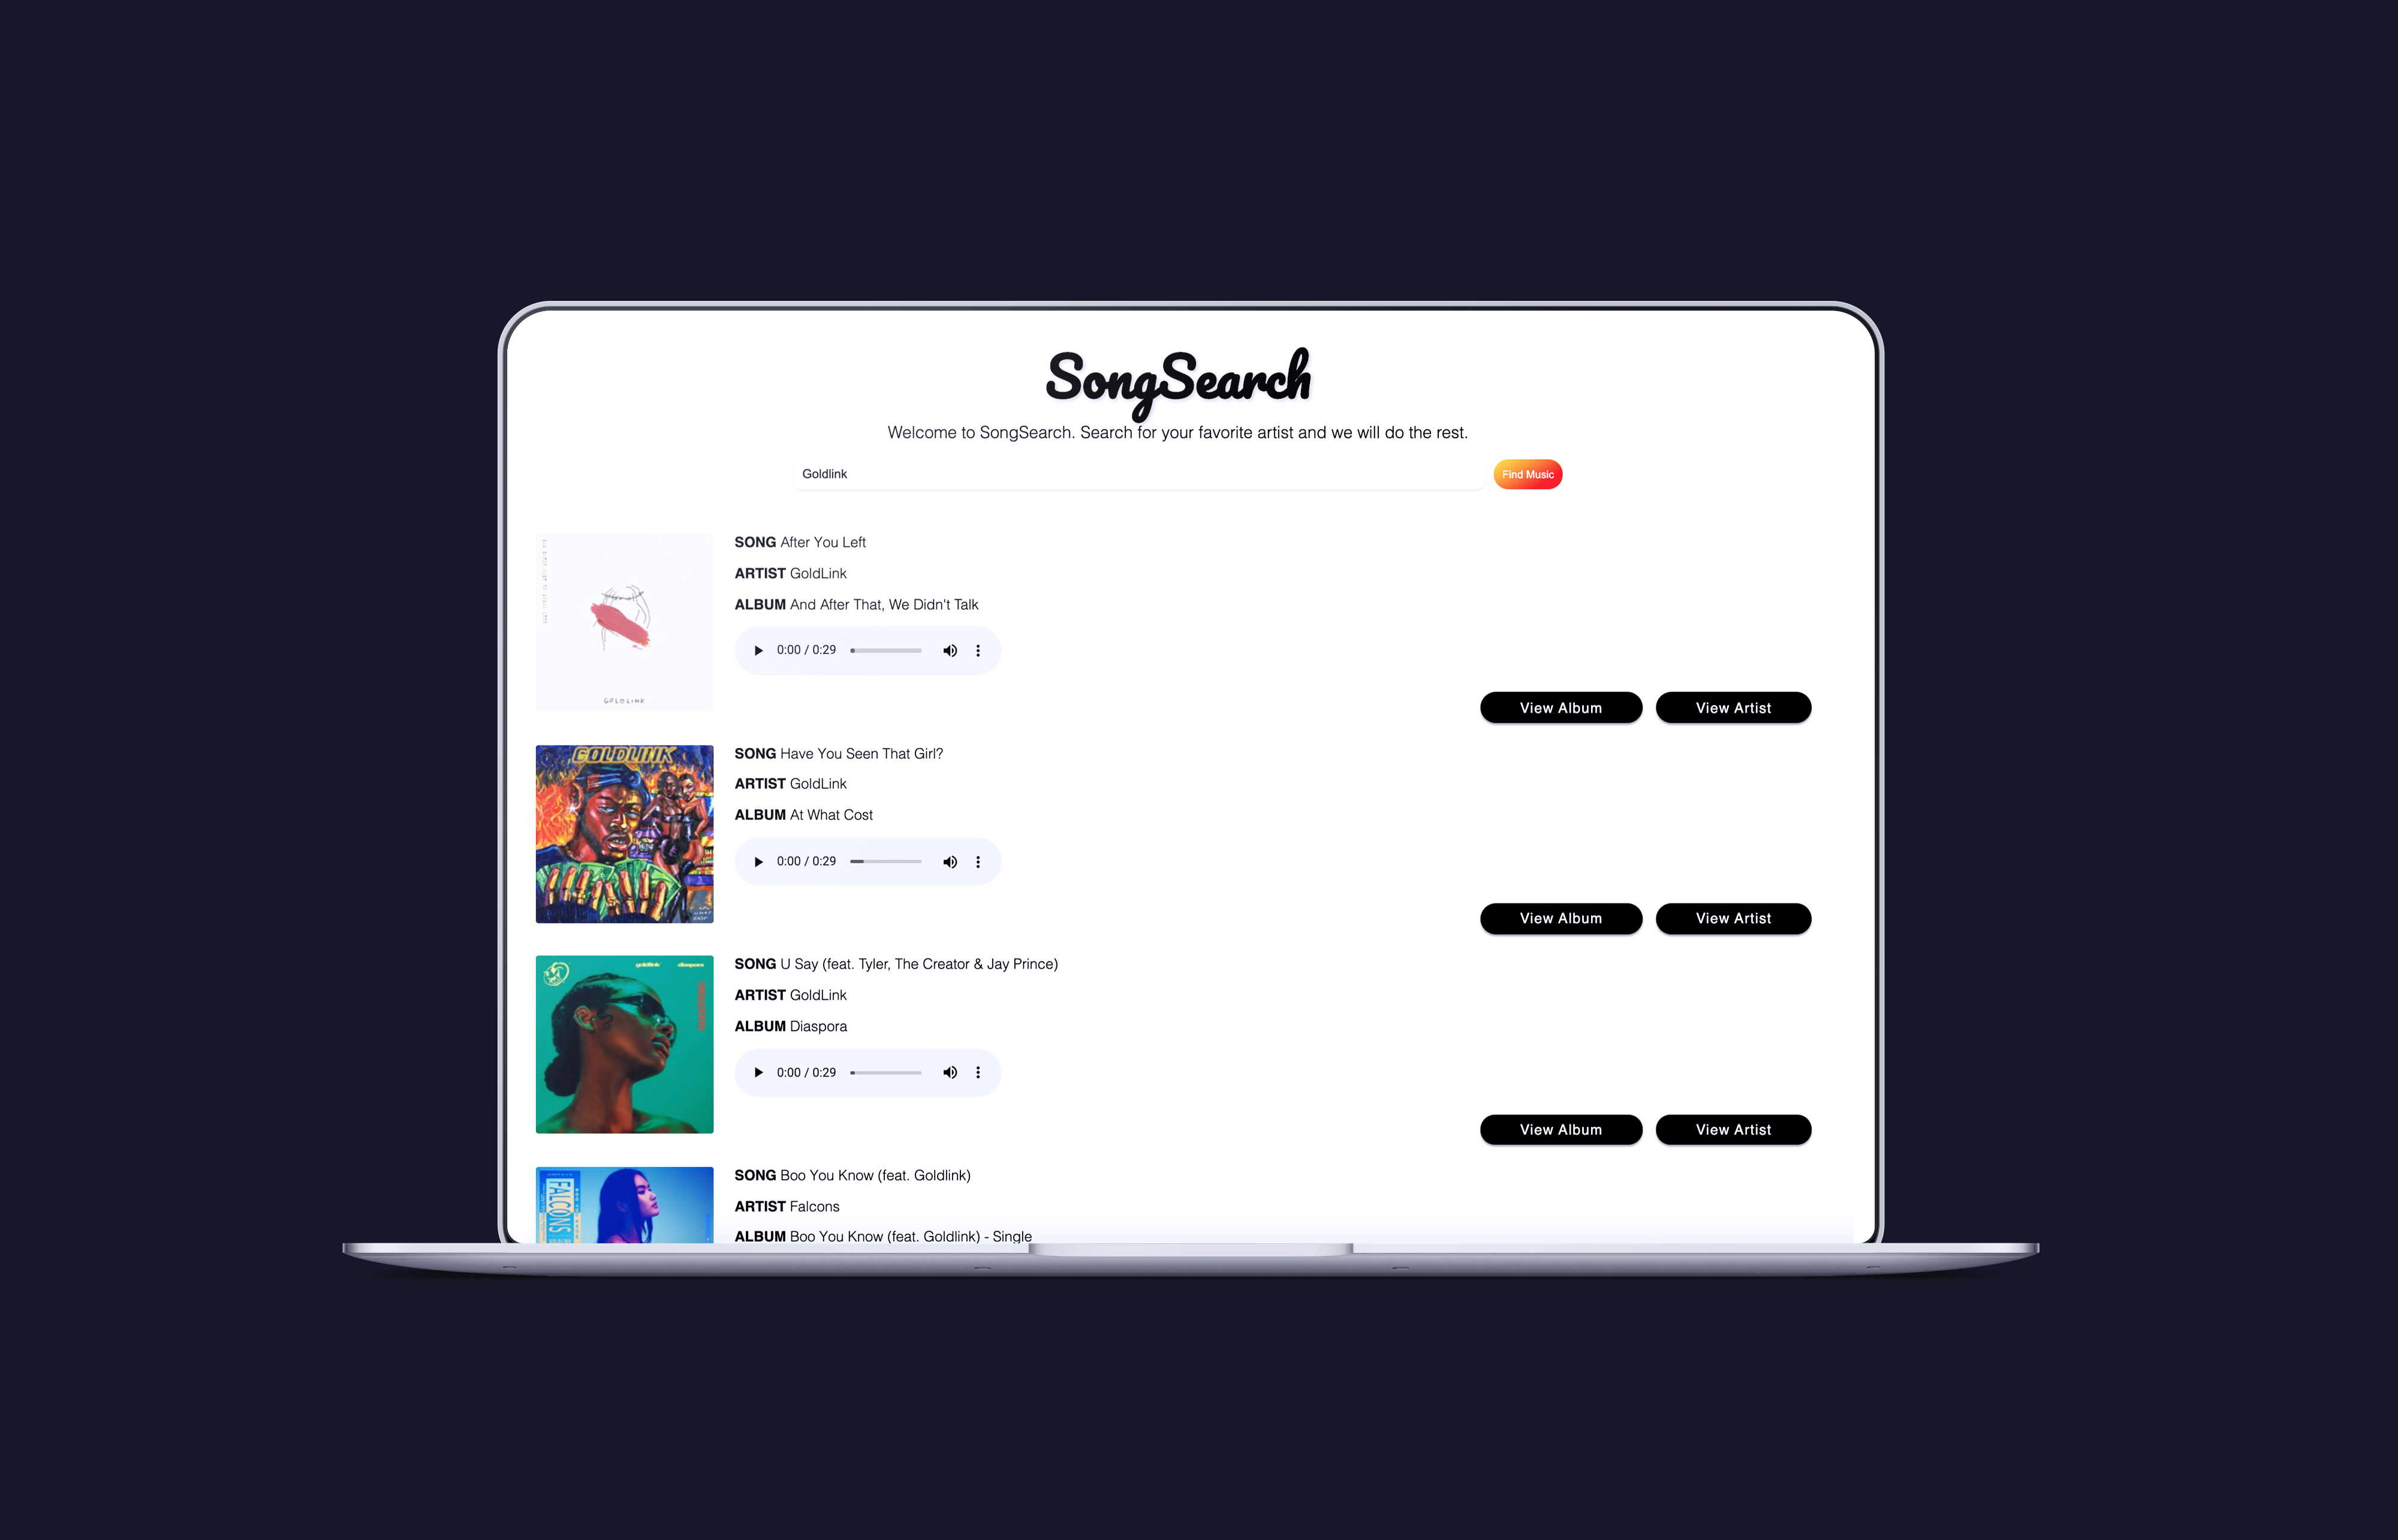 SongSearch
Welcome to SongSearch. Search for your favorite artist and we will do the rest.
Goldlink
Find Music
SONG After You Left
ARTIST GoldLink
ALBUM And After That, We Didn't Talk
0:00 / 0:29
GOLDLINK
View Album
View Artist
GOLDLINK
SONG Have You Seen That Girl?
ARTIST GoldLink
ALBUM At What Cost
0:00 / 0:29
View Album
View Artist
goldlink
diaspora
SONG U Say (feat. Tyler, The Creator & Jay Prince)
ARTIST GoldLink
ALBUM Diaspora
0:00 / 0:29
View Album
View Artist
FALCONS
SONG Boo You Know (feat. Goldlink)
ARTIST Falcons
ALBUM Boo You Know (feat. Goldlink) - Single